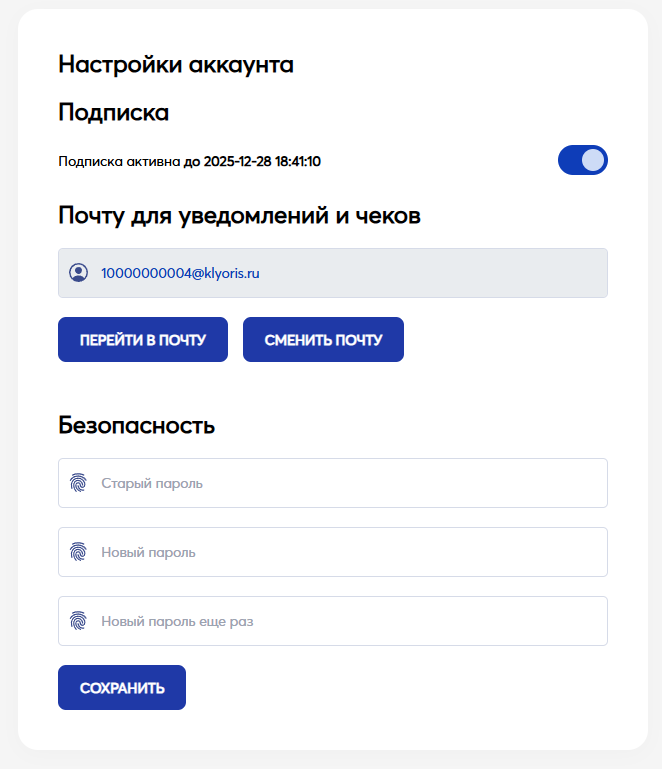 Настройки аккаунта
Подписка
Подписка активна до 2025-12-28 18:41:10
Почту для уведомлений и чеков
10000000004@klyoris.ru
ПЕРЕЙТИ В ПОЧТУ
СМЕНИТЬ ПОЧТУ
Безопасность
Старый пароль
Новый пароль
Новый пароль еще раз
СОХРАНИТЬ